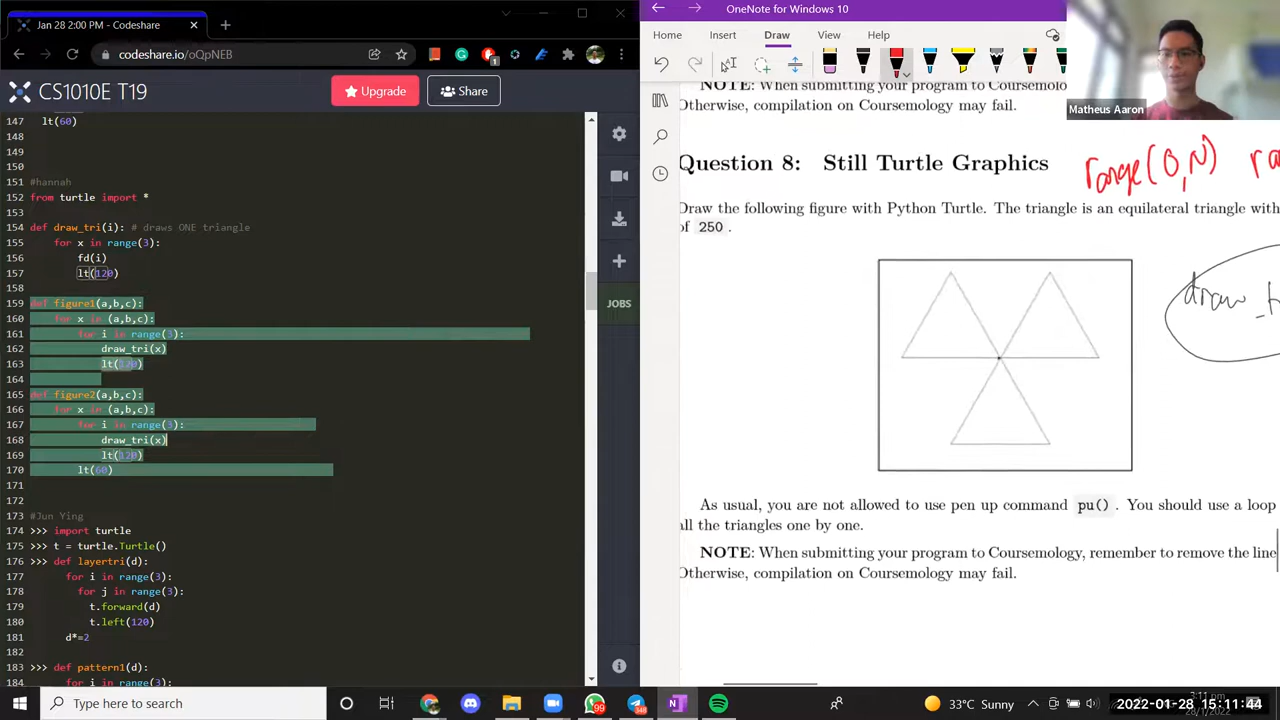 Jan 28 2:00 PM - Codeshare
codeshare.io/oQpNEB
CS1010E T19
Upgrade
Share
147 lt(60)
148
149
150
151 #hannah
152 from turtle import *
153
154 def draw_tri(i): # draws ONE triangle
155 for x in range(3):
156 fd(i)
157 lt(120)
158
159 def figure1(a,b,c):
160 for x in (a,b,c):
161 for i in range(3):
162 draw_tri(x)
163 lt(120)
164
165 def figure2(a,b,c):
166 for x in (a,b,c):
167 for i in range(3):
168 draw_tri(x)
169 lt(120)
170 lt(60)
171
172
173 #Jun Ying
174 >>> import turtle
175 >>> t = turtle.Turtle()
176 >>> def layertri(d):
177 for i in range(3):
178 for j in range(3):
179 t.forward(d)
180 t.left(120)
181 d*=2
182
183 >>> def pattern1(d):
184 for i in range(3):
JOBS
OneNote for Windows 10
Home Insert Draw View Help
Matheus Aaron
NOTE: When submitting your program to Coursemo
Otherwise, compilation on Coursemology may fail.
Question 8: Still Turtle Graphics
range(0,N) ra
Draw the following figure with Python Turtle. The triangle is an equilateral triangle with
of 250 .
draw_t
As usual, you are not allowed to use pen up command pu() . You should use a loop
all the triangles one by one.
NOTE: When submitting your program to Coursemology, remember to remove the line
Otherwise, compilation on Coursemology may fail.
Type here to search
99
348
33°C Sunny
2022-01-28 15:11:44